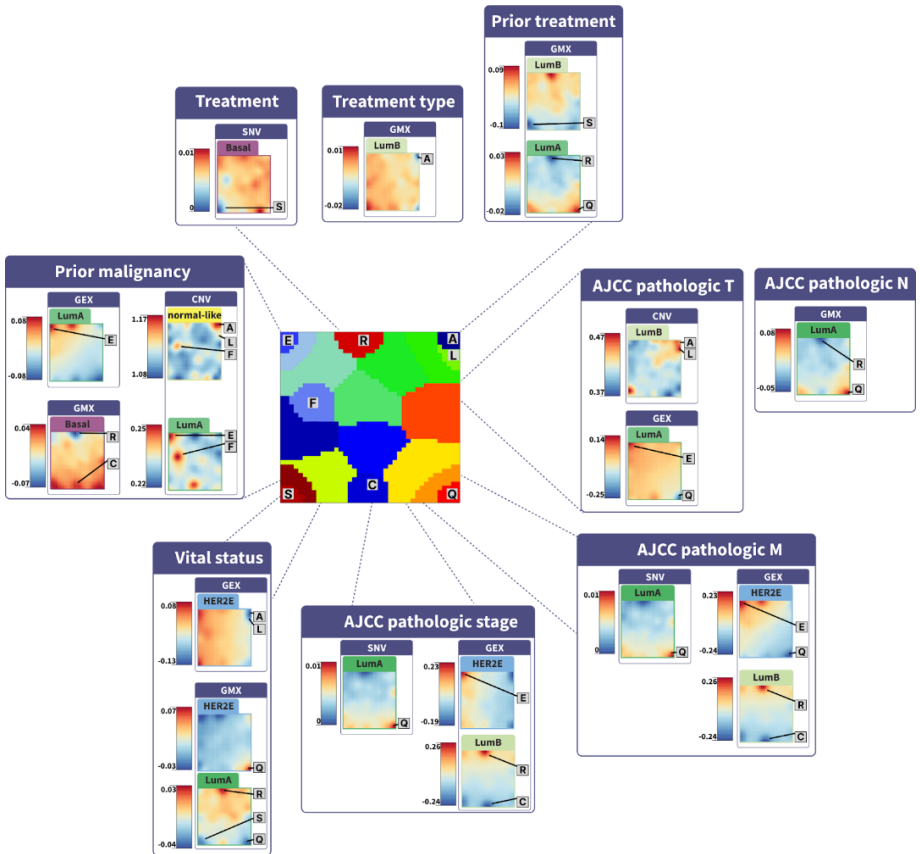 Prior treatment
GMX
LumB
0.09
-0.1
S
LumA
0.03
-0.02
R
Q
Treatment
SNV
Basal
0.01
0
S
Treatment type
GMX
LumB
0.01
-0.02
A
Prior malignancy
GEX
LumA
0.08
-0.08
E
CNV
normal-like
1.17
1.08
A
L
F
GMX
Basal
0.04
-0.07
R
C
LumA
0.25
0.22
E
F
E
R
A
L
F
S
C
Q
AJCC pathologic T
CNV
LumB
0.47
0.37
A
L
GEX
LumA
0.14
-0.25
E
Q
AJCC pathologic N
GMX
LumA
0.08
-0.05
R
Q
Vital status
GEX
HER2E
0.08
-0.13
A
L
GMX
HER2E
0.07
-0.03
Q
LumA
0.03
-0.04
R
S
Q
AJCC pathologic stage
SNV
LumA
0.01
0
Q
GEX
HER2E
0.23
-0.19
E
LumB
0.26
-0.24
R
C
AJCC pathologic M
SNV
LumA
0.01
0
Q
GEX
HER2E
0.23
-0.24
E
Q
LumB
0.26
-0.24
R
C